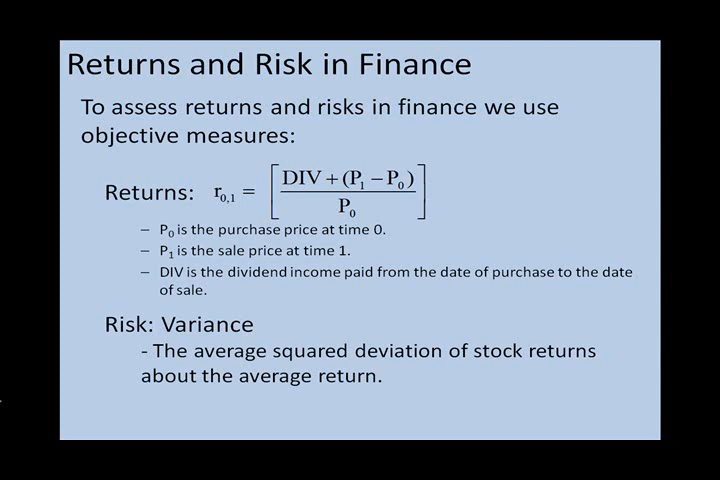 Returns and Risk in Finance
To assess returns and risks in finance we use
objective measures:
Returns: r0,1 = [ DIV + (P1 – P0) / P0 ]
– P0 is the purchase price at time 0.
– P1 is the sale price at time 1.
– DIV is the dividend income paid from the date of purchase to the date
of sale.
Risk: Variance
- The average squared deviation of stock returns
about the average return.